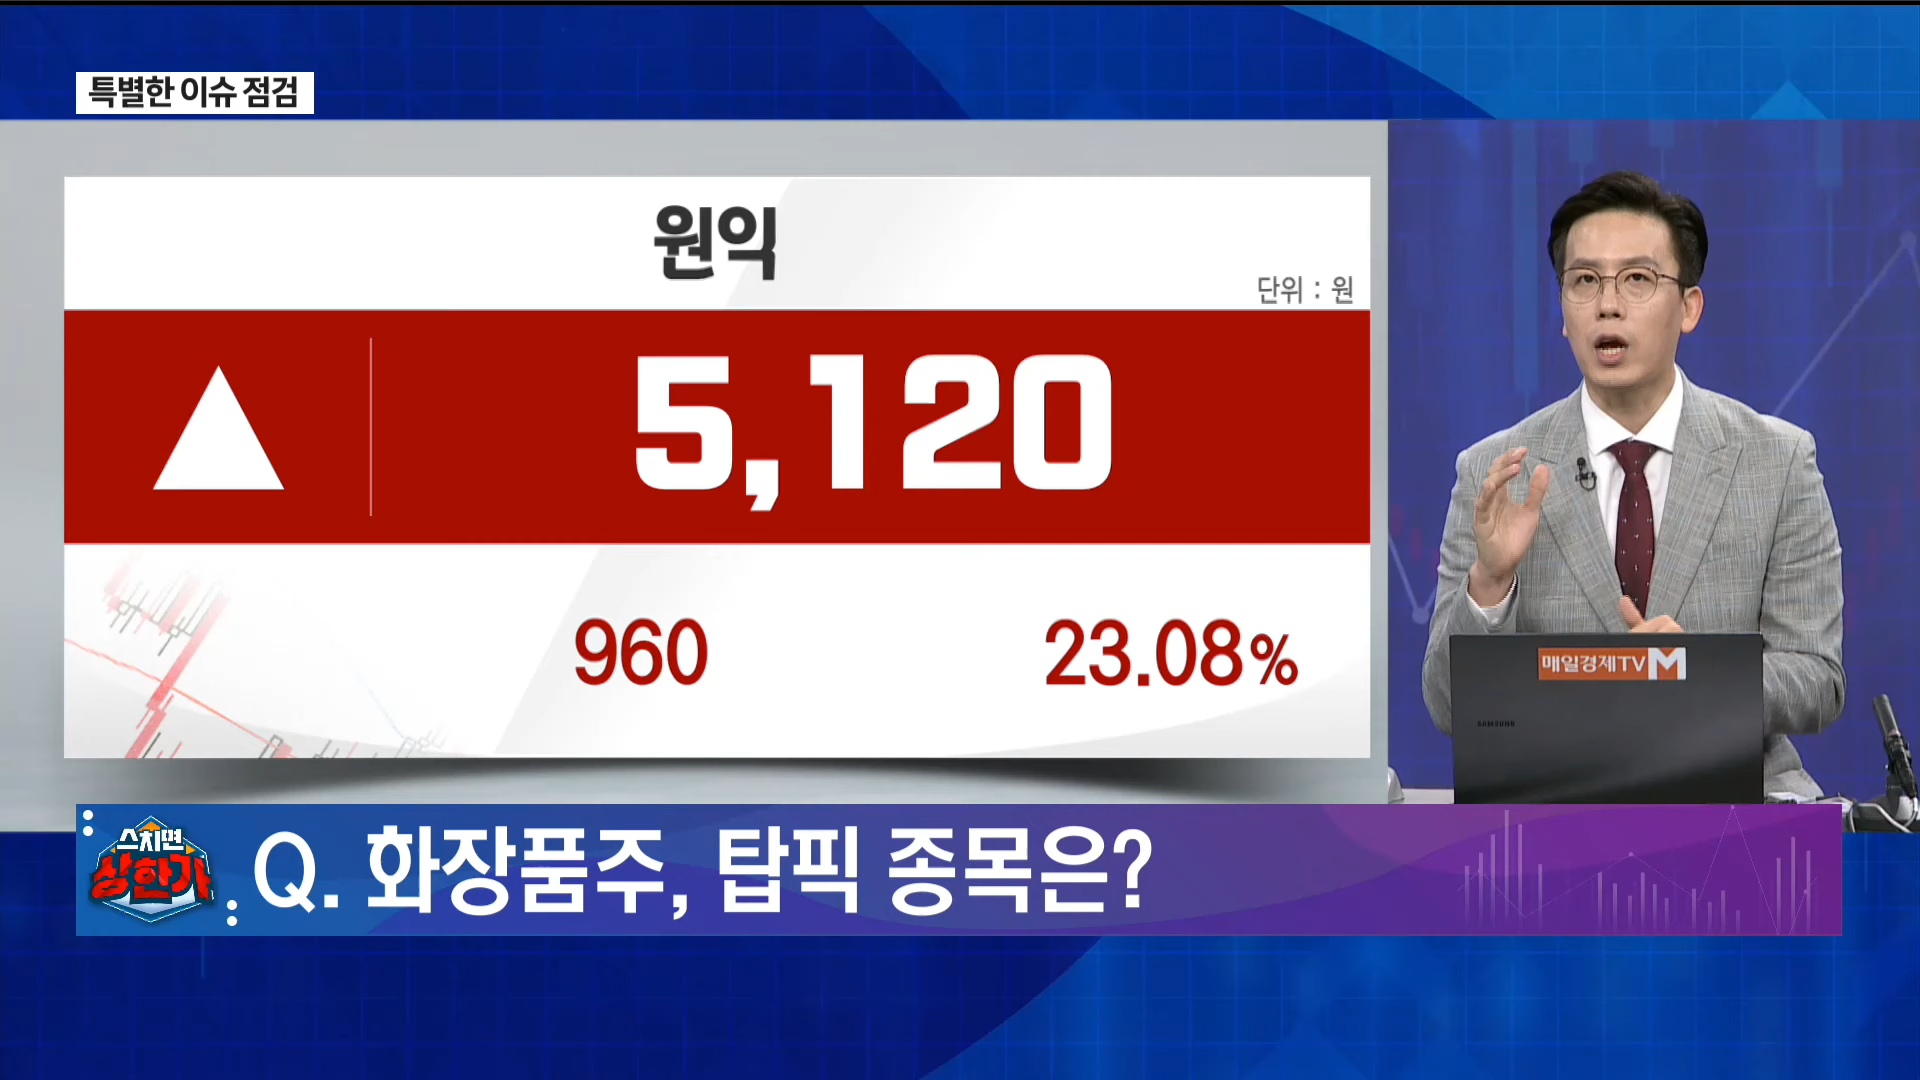 특별한 이슈 점검
원익
단위 : 원
▲ 5,120
960 23.08%
매일경제TV M
SAMSUNG
스치면
상한가
Q. 화장품주, 탑픽 종목은?